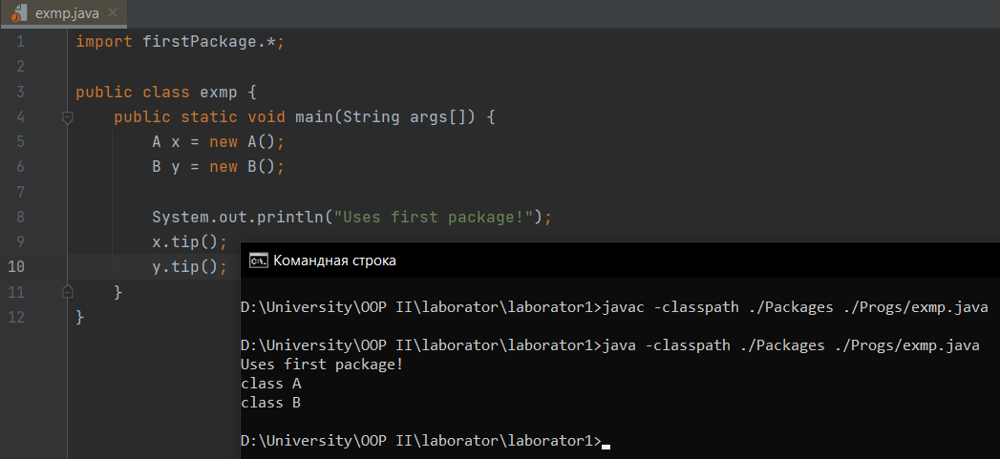 exmp.java
1 import firstPackage.*;
2
3 public class exmp {
4 public static void main(String args[]) {
5 A x = new A();
6 B y = new B();
7
8 System.out.println("Uses first package!");
9 x.tip();
10 y.tip();
11 }
12 }
Командная строка
D:\University\OOP II\laborator\laborator1>javac -classpath ./Packages ./Progs/exmp.java
D:\University\OOP II\laborator\laborator1>java -classpath ./Packages ./Progs/exmp.java
Uses first package!
class A
class B
D:\University\OOP II\laborator\laborator1>